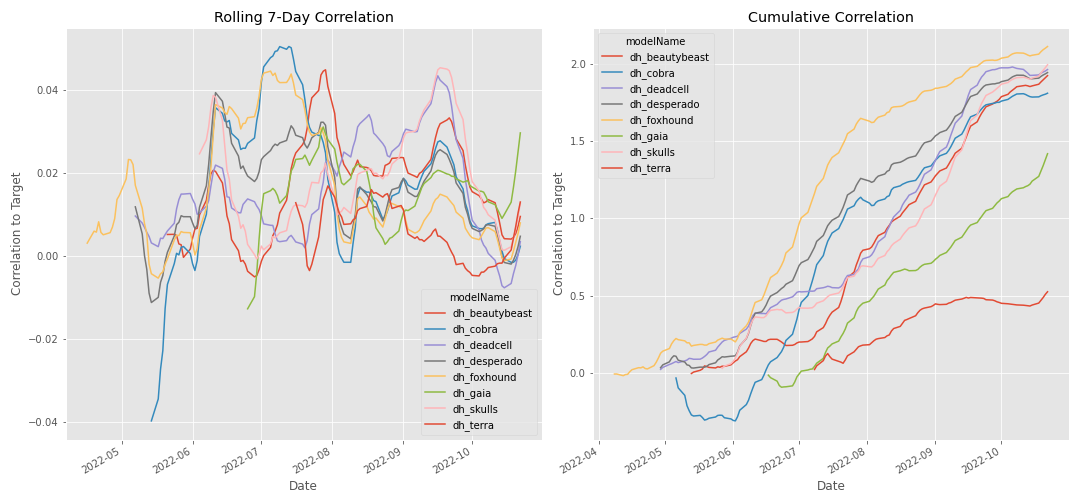 Rolling 7-Day Correlation
Correlation to Target
0.04
0.02
0.00
−0.02
−0.04
2022-05
2022-06
2022-07
2022-08
2022-09
2022-10
Date
modelName
dh_beautybeast
dh_cobra
dh_deadcell
dh_desperado
dh_foxhound
dh_gaia
dh_skulls
dh_terra
Cumulative Correlation
Correlation to Target
2.0
1.5
1.0
0.5
0.0
2022-04
2022-05
2022-06
2022-07
2022-08
2022-09
2022-10
Date
modelName
dh_beautybeast
dh_cobra
dh_deadcell
dh_desperado
dh_foxhound
dh_gaia
dh_skulls
dh_terra